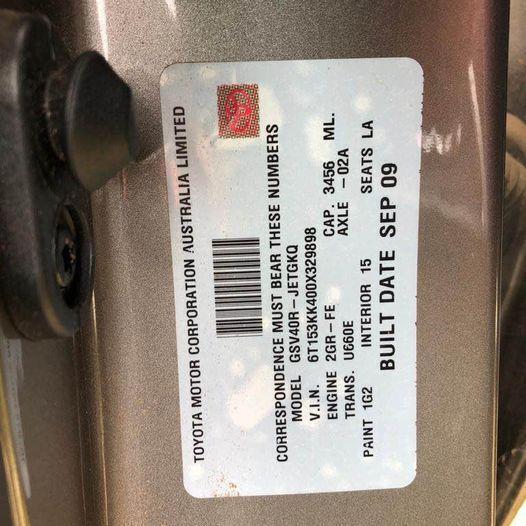 TOYOTA MOTOR CORPORATION AUSTRALIA LIMITED
CORRESPONDENCE MUST BEAR THESE NUMBERS
MODEL GSV40R-JETGKQ
V.I.N. 6T153KK400X329898
ENGINE 2GR-FE CAP. 3456 ML.
TRANS. U660E AXLE -02A
PAINT 1G2 INTERIOR 15 SEATS LA
BUILT DATE SEP 09